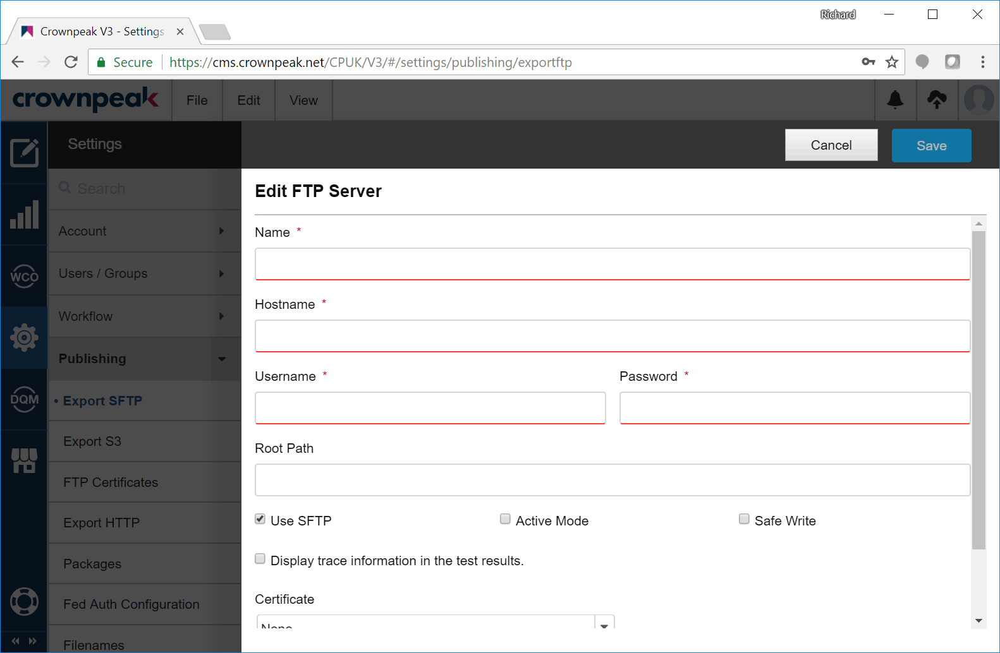 Richard
Crownpeak V3 - Settings
Secure https://cms.crownpeak.net/CPUK/V3/#/settings/publishing/exportftp
crownpeak File Edit View
Settings
Cancel Save
Search
Edit FTP Server
Name *
Account
Users / Groups
WCO
Hostname *
Workflow
Publishing
Username * Password *
DQM
• Export SFTP
Export S3
Root Path
FTP Certificates
Export HTTP
Use SFTP Active Mode Safe Write
Packages
Display trace information in the test results.
Fed Auth Configuration
Certificate
None
Filenames